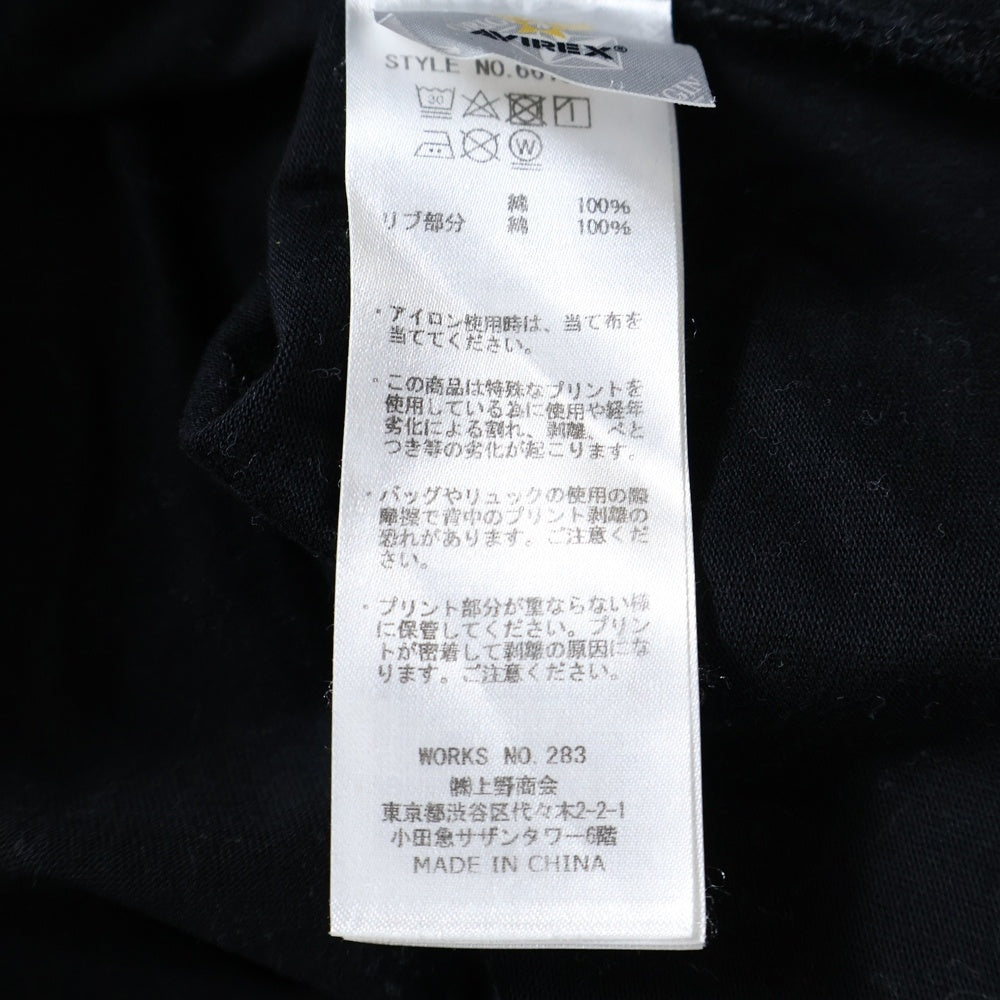 AVIREX®
STYLE NO.
30
W
綿 100%
リブ部分 綿 100%
・アイロン使用時は、当て布を
当ててください。
・この商品は特殊なプリントを
使用している為に使用や経年
劣化による割れ、剥離、べと
つき等の劣化が起こります。
・バッグやリュックの使用の際
摩擦で背中のプリント剥離の
恐れがあります。ご注意くだ
さい。
・プリント部分が重ならない様
に保管してください。プリン
トが密着して剥離の原因にな
ります。ご注意ください。
WORKS NO. 283
㈱上野商会
東京都渋谷区代々木2-2-1
小田急サザンタワー6階
MADE IN CHINA